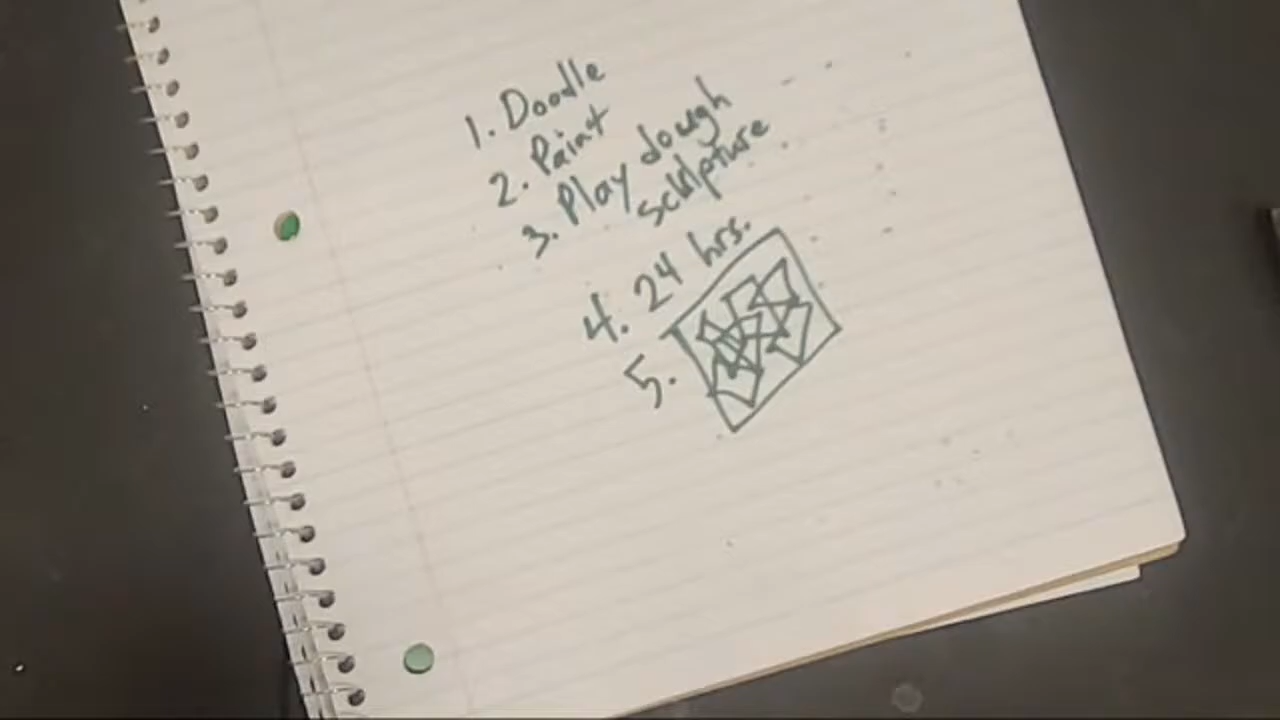 1. Doodle
2. Paint
3. Play dough
sculpture
4. 24 hrs.
5.